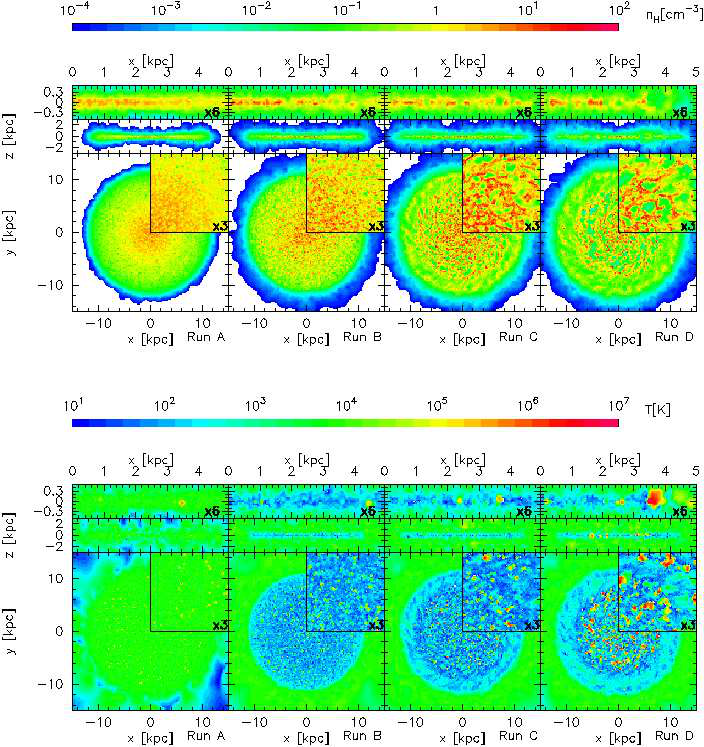 10⁻⁴ 10⁻³ 10⁻² 10⁻¹ 1 10¹ 10² n_H[cm⁻³]
x [kpc] x [kpc] x [kpc] x [kpc]
0 1 2 3 4 0 1 2 3 4 0 1 2 3 4 0 1 2 3 4 5
0.3
0
−0.3
x6 x6 x6 x6
z [kpc]
2
0
−2
y [kpc]
10
0
−10
x3 x3 x3 x3
−10 0 10 −10 0 10 −10 0 10 −10 0 10
x [kpc] Run A x [kpc] Run B x [kpc] Run C x [kpc] Run D
10¹ 10² 10³ 10⁴ 10⁵ 10⁶ 10⁷ T[K]
x [kpc] x [kpc] x [kpc] x [kpc]
0 1 2 3 4 0 1 2 3 4 0 1 2 3 4 0 1 2 3 4 5
0.3
0
−0.3
x6 x6 x6 x6
z [kpc]
2
0
−2
y [kpc]
10
0
−10
x3 x3 x3 x3
−10 0 10 −10 0 10 −10 0 10 −10 0 10
x [kpc] Run A x [kpc] Run B x [kpc] Run C x [kpc] Run D